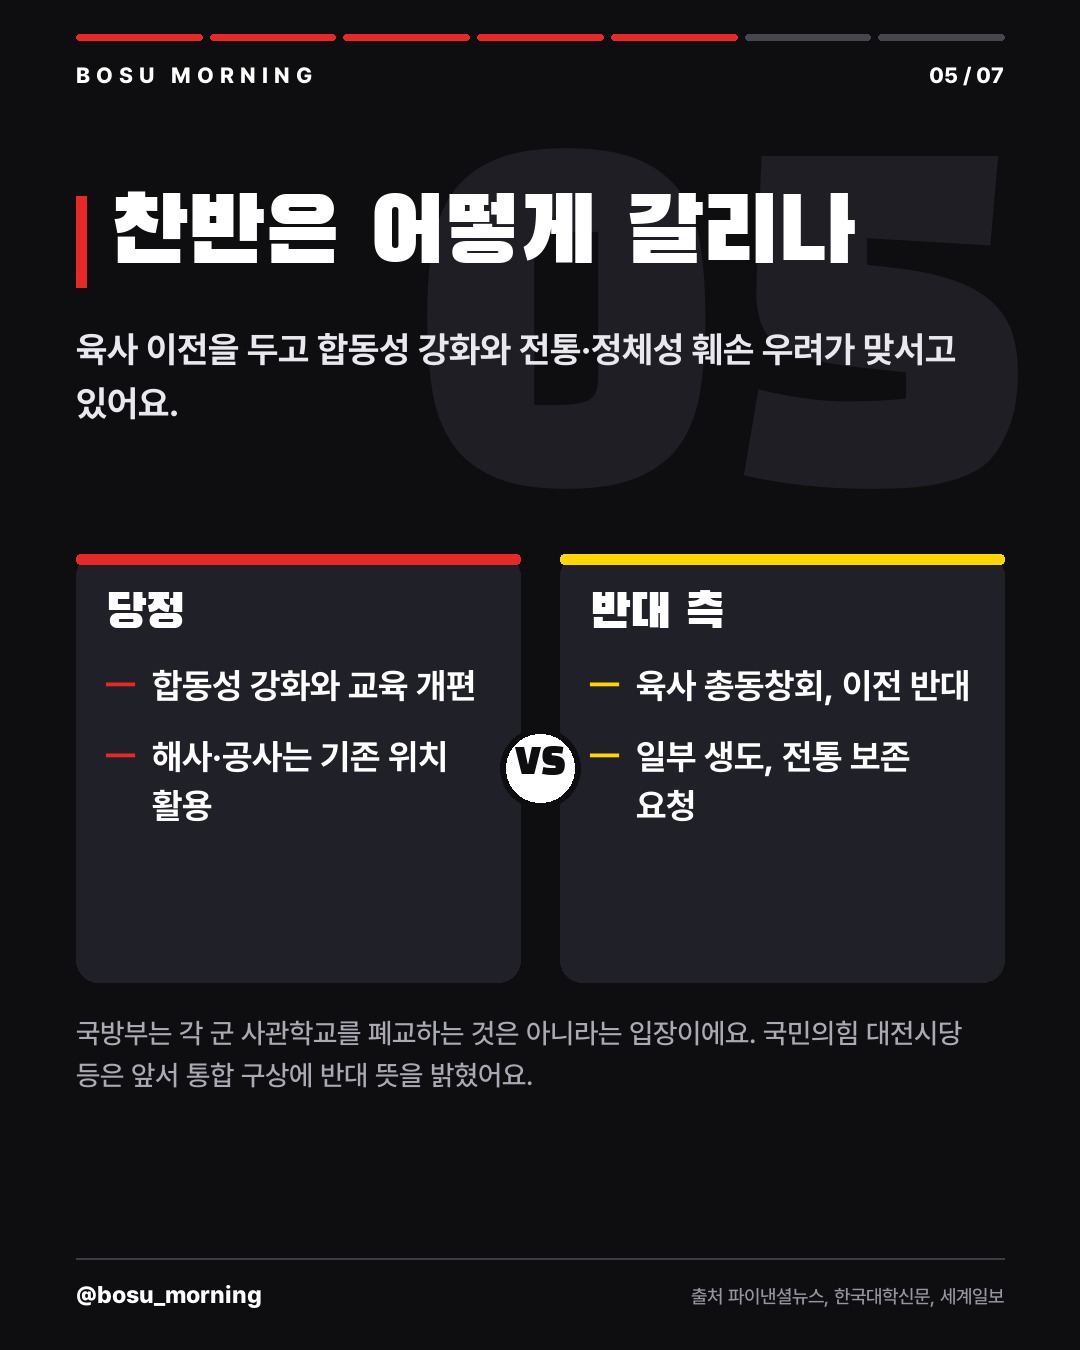 BOSU MORNING
05 / 07
05
찬반은 어떻게 갈리나
육사 이전을 두고 합동성 강화와 전통·정체성 훼손 우려가 맞서고
있어요.
당정
— 합동성 강화와 교육 개편
— 해사·공사는 기존 위치
활용
VS
반대 측
— 육사 총동창회, 이전 반대
— 일부 생도, 전통 보존
요청
국방부는 각 군 사관학교를 폐교하는 것은 아니라는 입장이에요. 국민의힘 대전시당
등은 앞서 통합 구상에 반대 뜻을 밝혔어요.
@bosu_morning
출처 파이낸셜뉴스, 한국대학신문, 세계일보